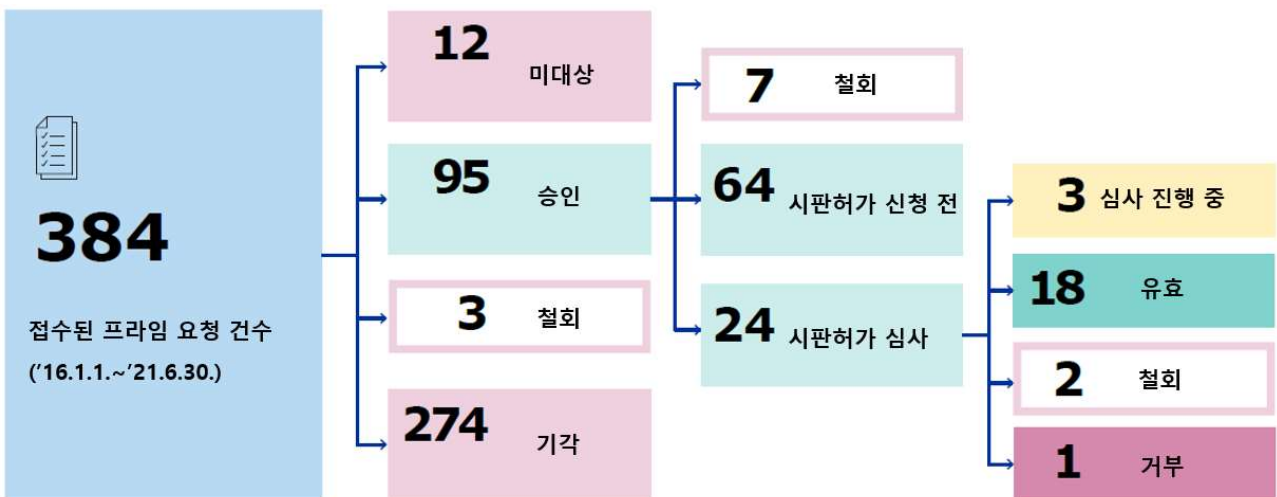 384
접수된 프라임 요청 건수
('16.1.1.~'21.6.30.)
12 미대상
95 승인
3 철회
274 기각
7 철회
64 시판허가 신청 전
24 시판허가 심사
3 심사 진행 중
18 유효
2 철회
1 거부